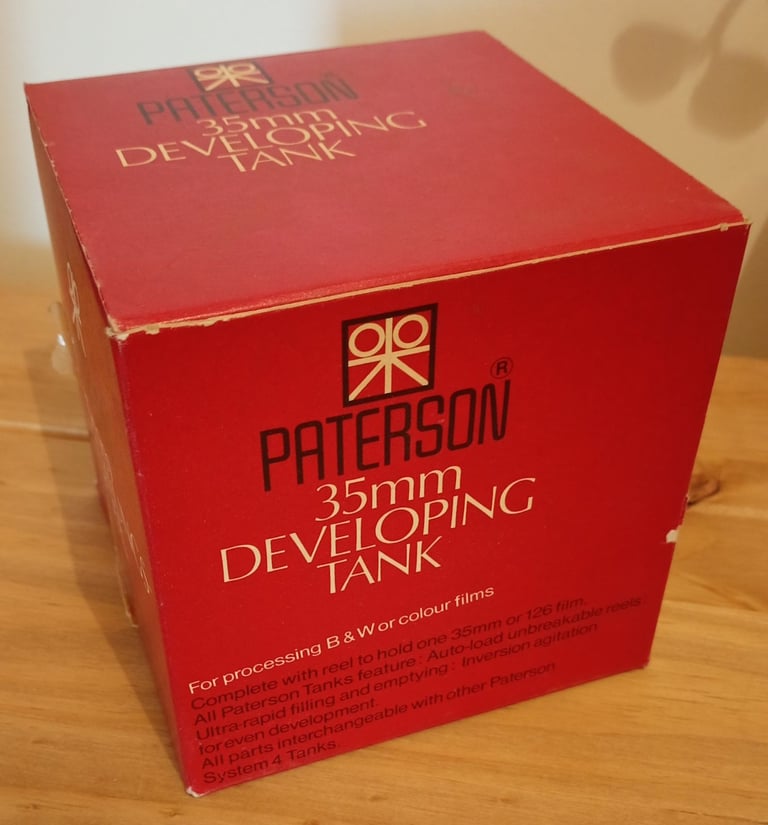 PATERSON
35mm
DEVELOPING
TANK
PATERSON®
35mm
DEVELOPING
TANK
For processing B & W or colour films
Complete with reel to hold one 35mm or 126 film.
All Paterson Tanks feature : Auto-load unbreakable reels :
Ultra-rapid filling and emptying : Inversion agitation
for even development.
All parts interchangeable with other Paterson
System 4 Tanks.